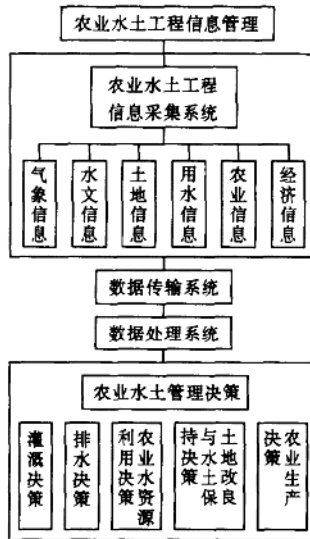 农业水土工程信息管理
农业水土工程
信息采集系统
气象信息
水文信息
土地信息
用水信息
农业信息
经济信息
数据传输系统
数据处理系统
农业水土管理决策
灌溉决策
排水决策
农业水资源
利用决策
土地改良
与水土保
持决策
农业生产
决策